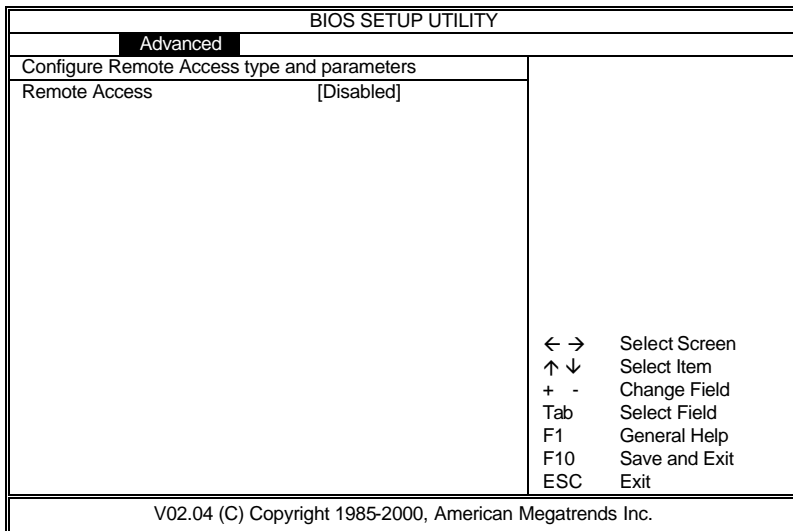 BIOS SETUP UTILITY
Advanced
Configure Remote Access type and parameters
Remote Access [Disabled]
← → Select Screen
↑ ↓ Select Item
+ - Change Field
Tab Select Field
F1 General Help
F10 Save and Exit
ESC Exit
V02.04 (C) Copyright 1985-2000, American Megatrends Inc.